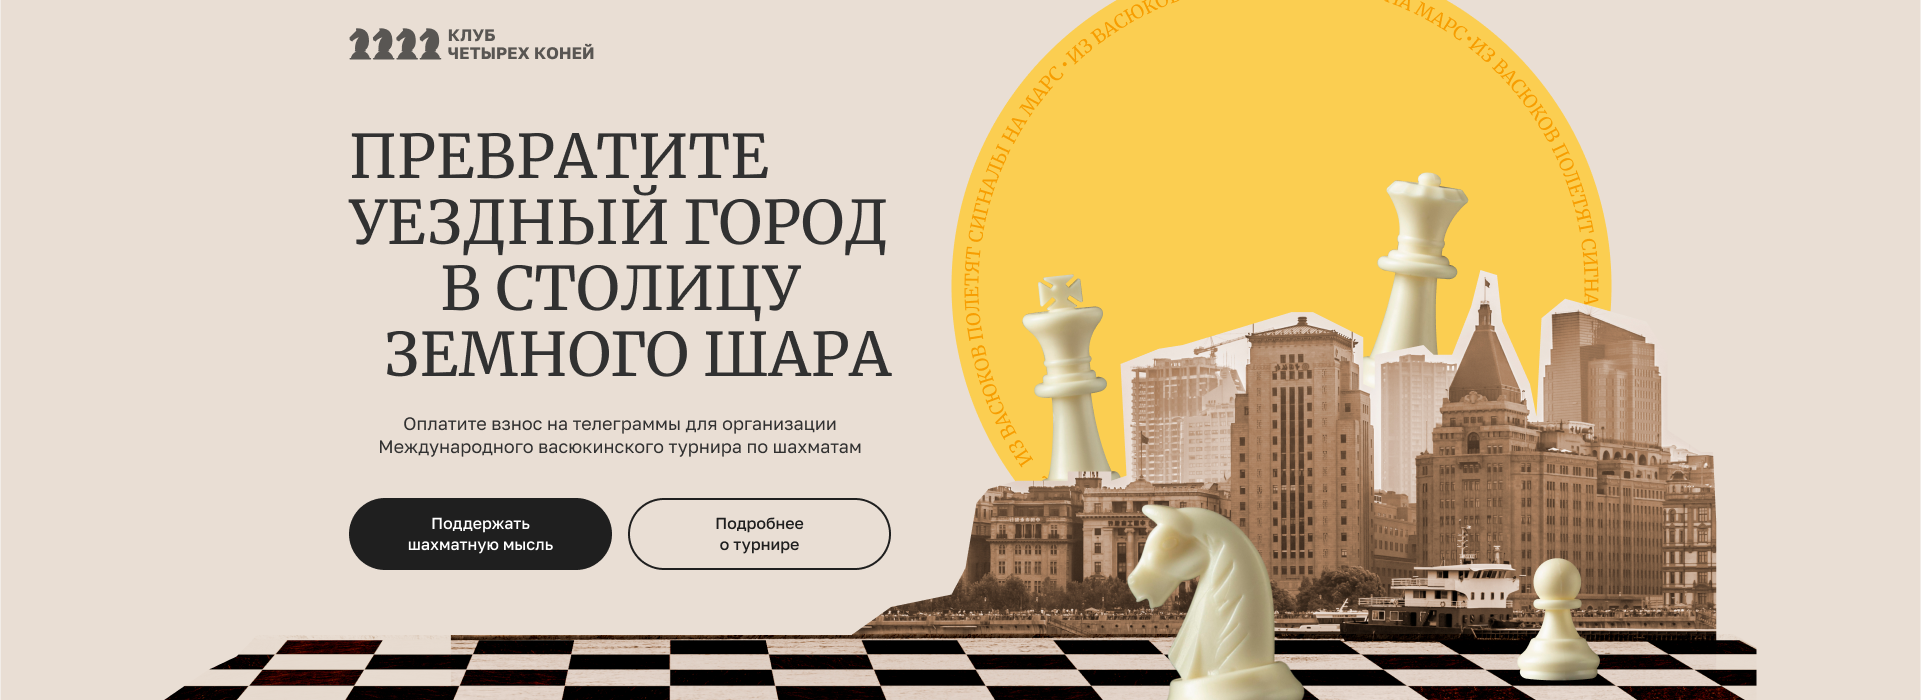 КЛУБ
ЧЕТЫРЕХ КОНЕЙ
ПРЕВРАТИТЕ
УЕЗДНЫЙ ГОРОД
В СТОЛИЦУ
ЗЕМНОГО ШАРА
Оплатите взнос на телеграммы для организации
Международного васюкинского турнира по шахматам
Поддержать
шахматную мысль
Подробнее
о турнире
ИЗ ВАСЮКОВ ПОЛЕТЯТ СИГНАЛЫ НА МАРС • ИЗ ВАСЮКОВ
НА МАРС • ИЗ ВАСЮКОВ ПОЛЕТЯТ СИГНА